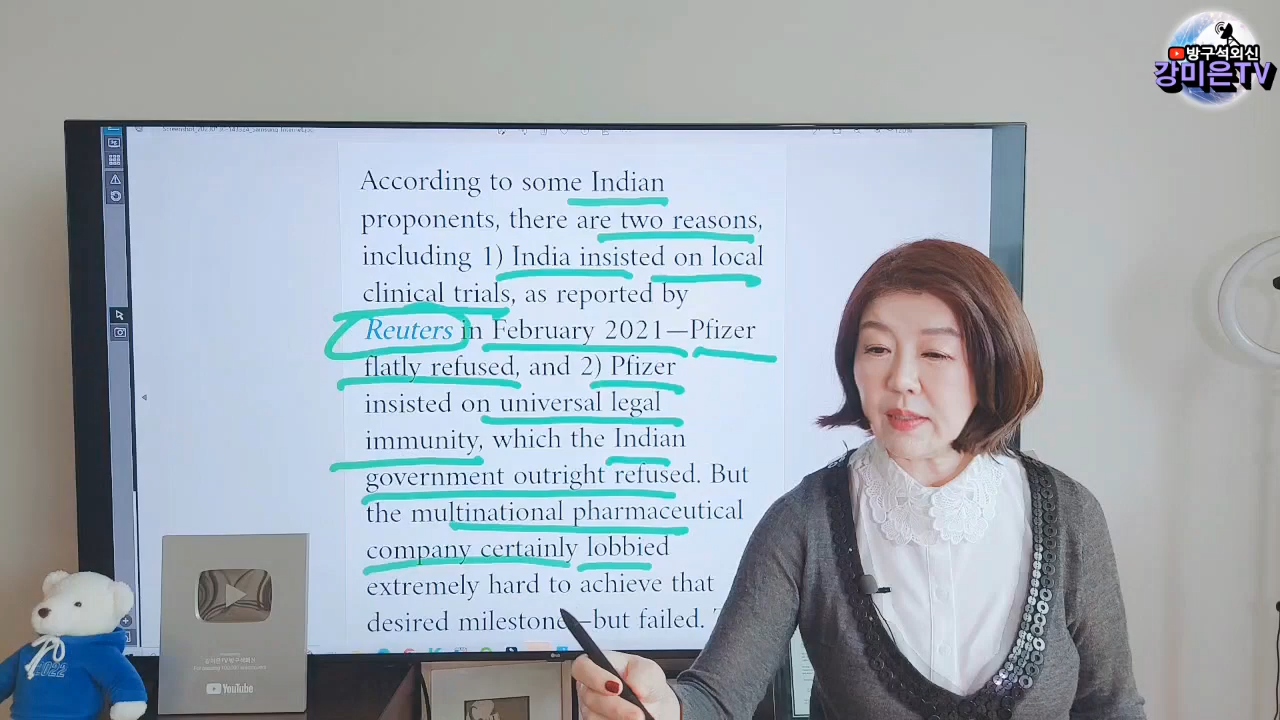 방구석외신
강미은TV
According to some Indian
proponents, there are two reasons,
including 1) India insisted on local
clinical trials, as reported by
Reuters in February 2021—Pfizer
flatly refused, and 2) Pfizer
insisted on universal legal
immunity, which the Indian
government outright refused. But
the multinational pharmaceutical
company certainly lobbied
extremely hard to achieve that
desired milestone—but failed.
2022
YouTube